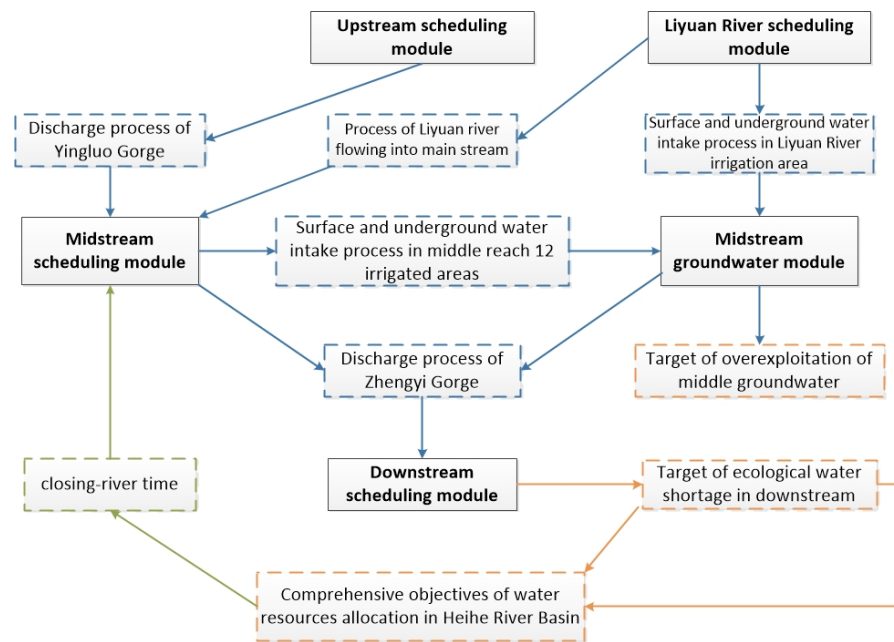 Upstream scheduling
module
Liyuan River scheduling
module
Discharge process of
Yingluo Gorge
Process of Liyuan river
flowing into main stream
Surface and underground water
intake process in Liyuan River
irrigation area
Midstream
scheduling module
Surface and underground water
intake process in middle reach 12
irrigated areas
Midstream
groundwater module
Discharge process of
Zhengyi Gorge
Target of overexploitation of
middle groundwater
closing-river time
Downstream
scheduling module
Target of ecological water
shortage in downstream
Comprehensive objectives of water
resources allocation in Heihe River Basin